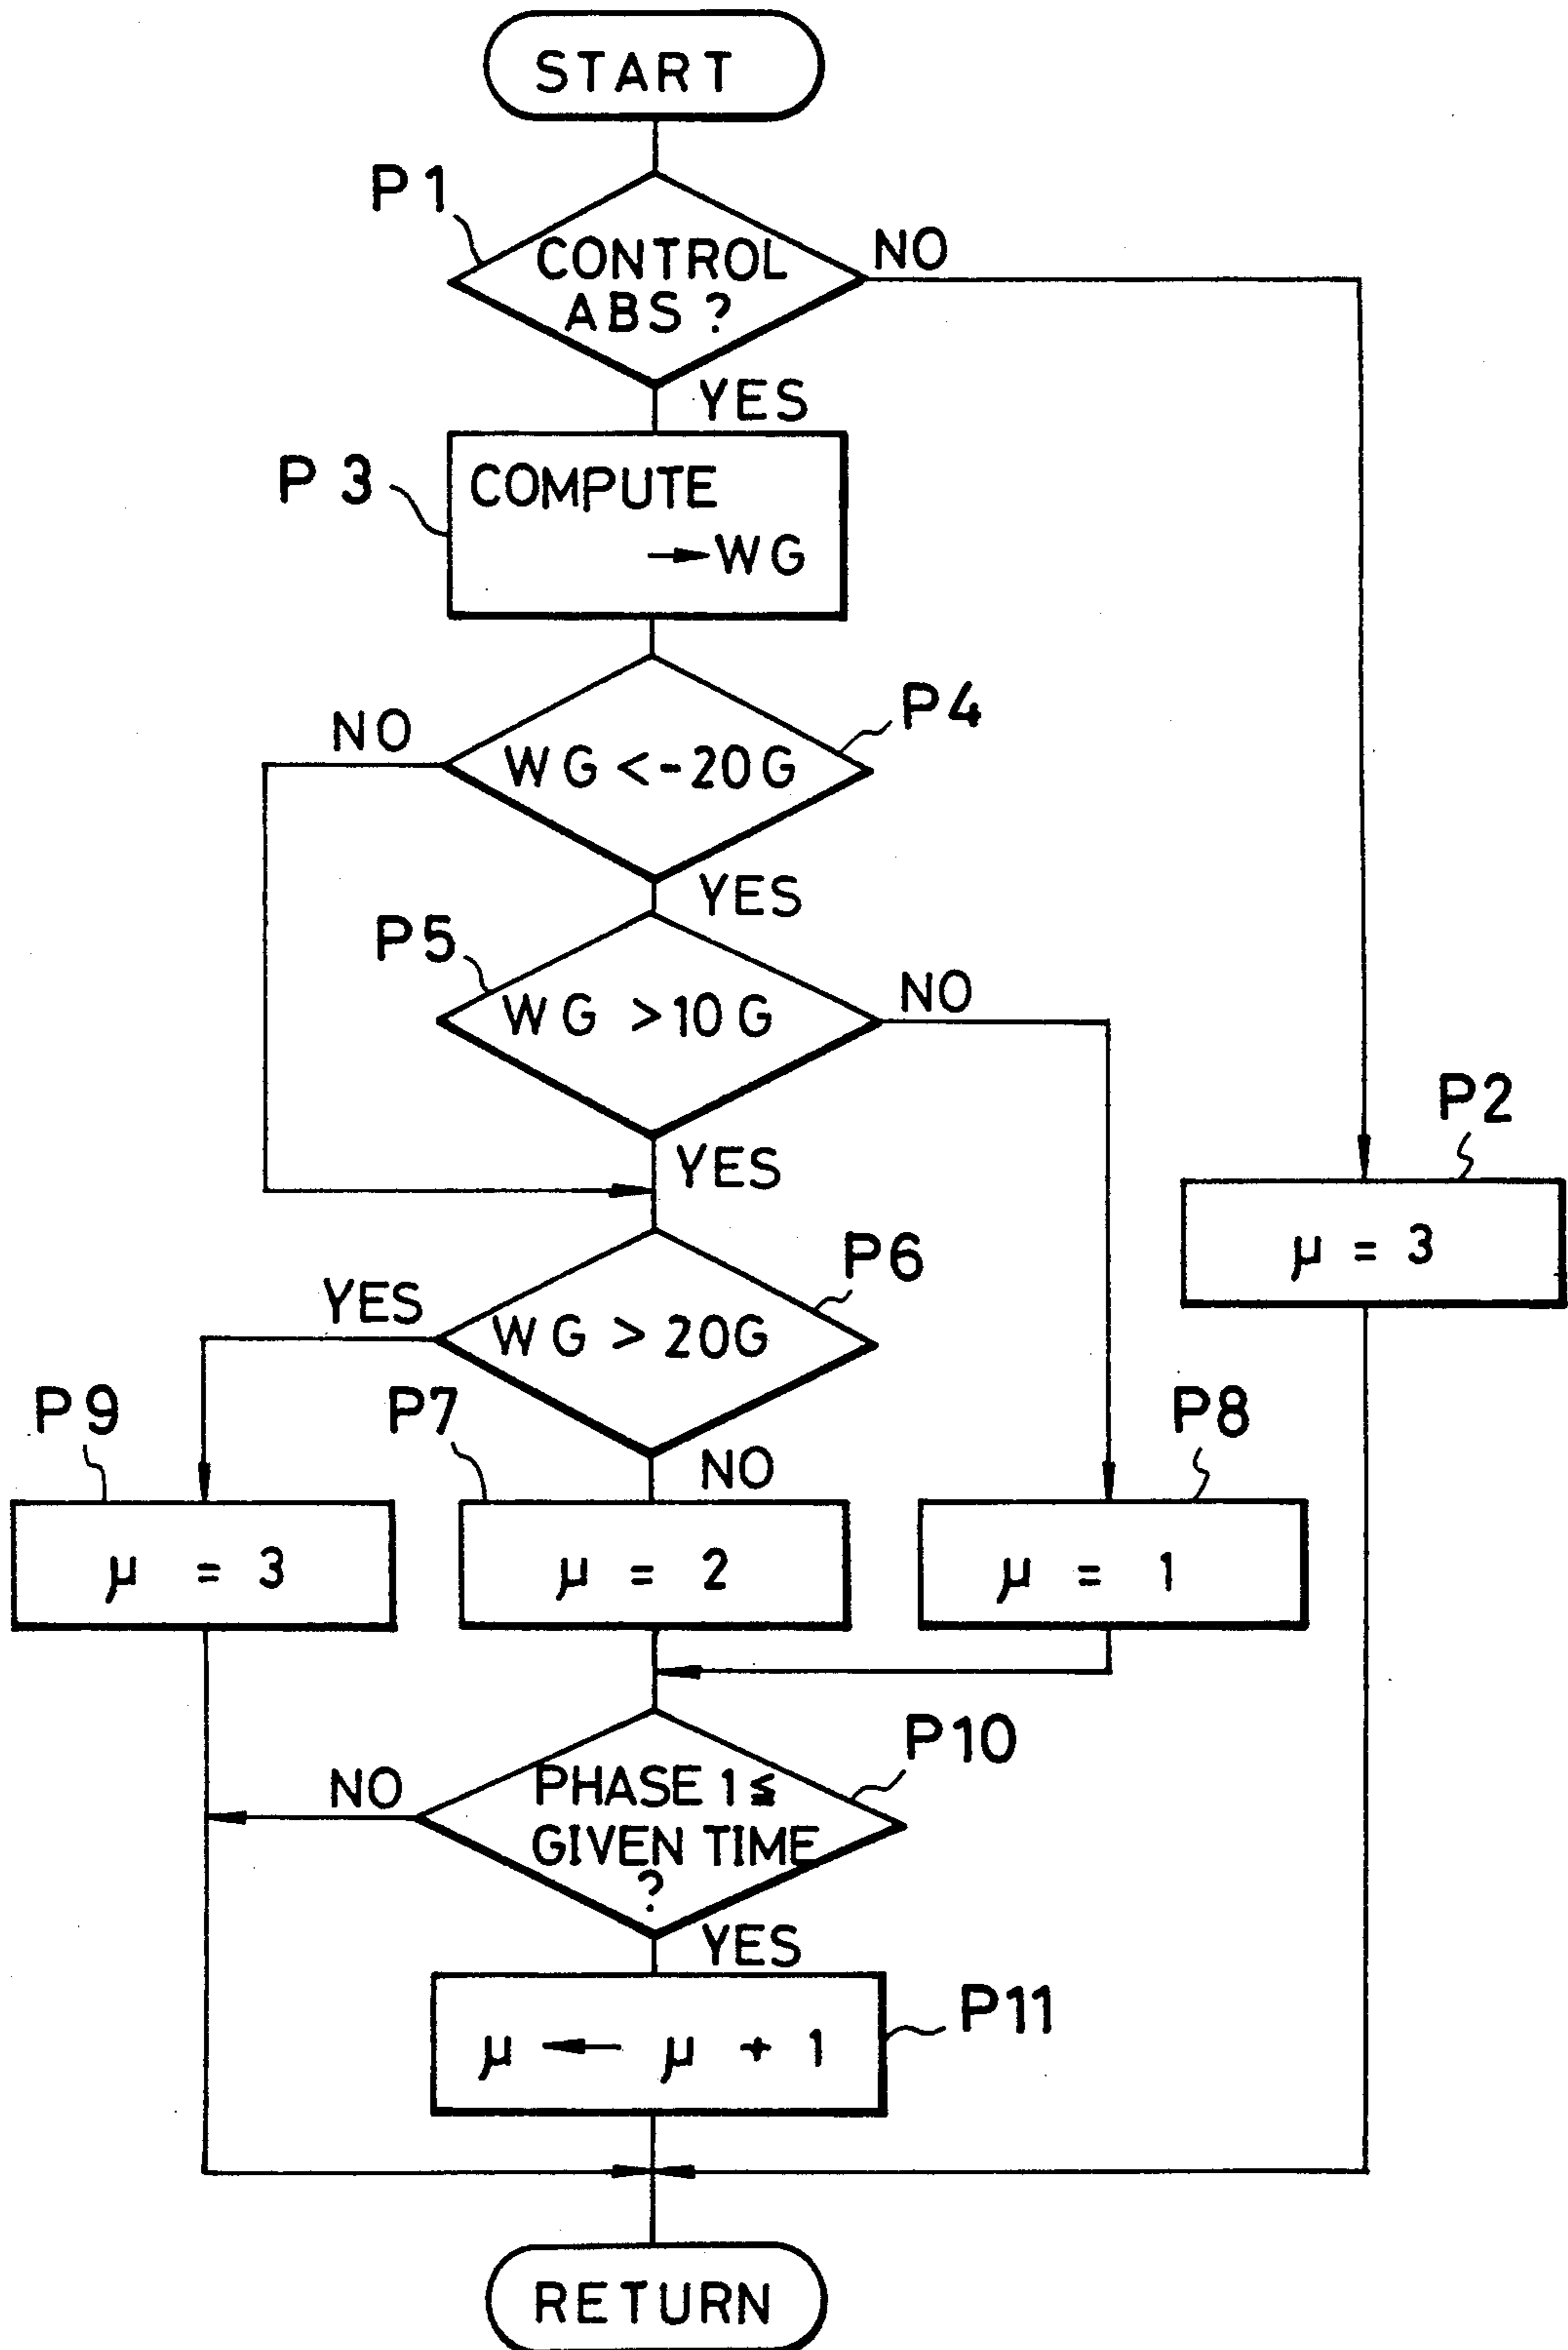 START
P1
CONTROL
ABS ?
NO
YES
P3
COMPUTE
→ WG
P4
NO
WG < -20G
YES
P5
NO
WG > 10G
YES
P2
μ = 3
P6
YES
WG > 20G
NO
P9
P7
P8
μ = 3
μ = 2
μ = 1
P10
NO
PHASE 1 ≦
GIVEN TIME
?
YES
P11
μ ← μ + 1
RETURN